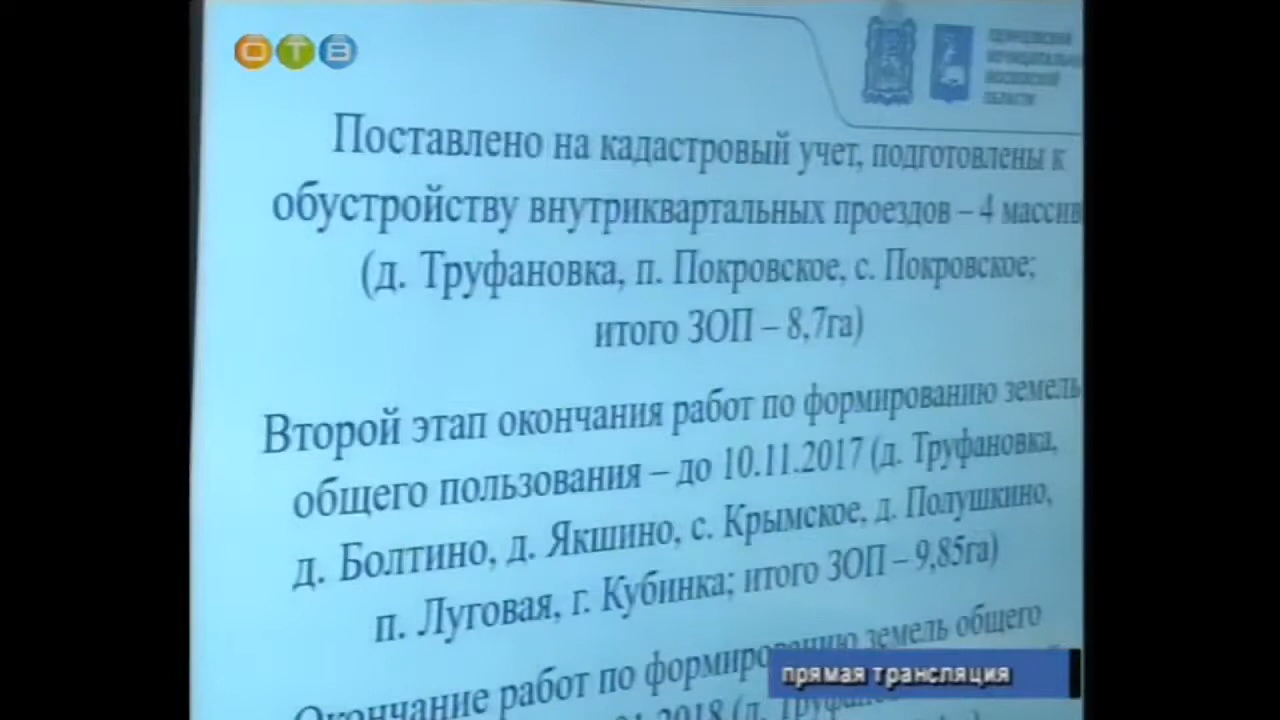 ОТВ
Поставлено на кадастровый учет, подготовлены к
обустройству внутриквартальных проездов – 4 массив
(д. Труфановка, п. Покровское, с. Покровское;
итого ЗОП – 8,7га)
Второй этап окончания работ по формированию земель
общего пользования – до 10.11.2017 (д. Труфановка,
д. Болтино, д. Якшино, с. Крымское, д. Полушкино,
п. Луговая, г. Кубинка; итого ЗОП – 9,85га)
Окончание работ по формированию земель общего
прямая трансляция